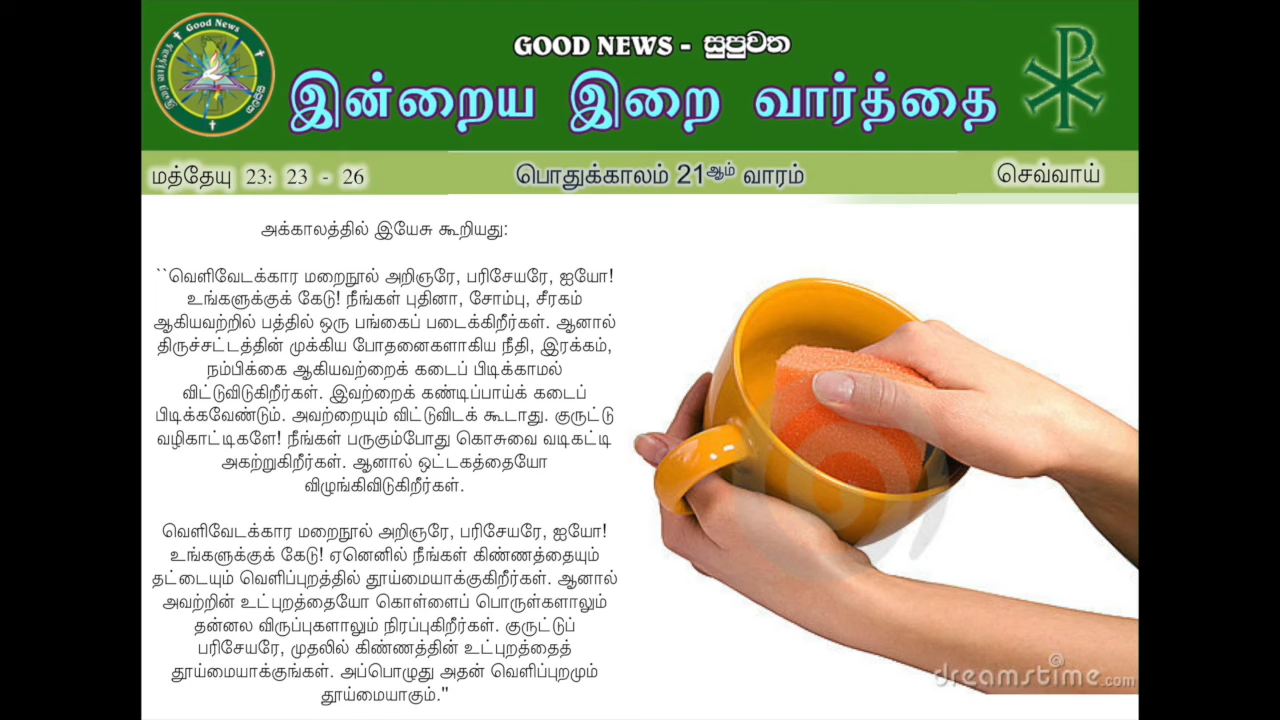 Good News
GOOD NEWS - සුපුවත
இன்றைய இறை வார்த்தை
மத்தேயு 23: 23 - 26
பொதுக்காலம் 21ஆம் வாரம்
செவ்வாய்
அக்காலத்தில் இயேசு கூறியது:
``வெளிவேடக்கார மறைநூல் அறிஞரே, பரிசேயரே, ஐயோ!
உங்களுக்குக் கேடு! நீங்கள் புதினா, சோம்பு, சீரகம்
ஆகியவற்றில் பத்தில் ஒரு பங்கைப் படைக்கிறீர்கள். ஆனால்
திருச்சட்டத்தின் முக்கிய போதனைகளாகிய நீதி, இரக்கம்,
நம்பிக்கை ஆகியவற்றைக் கடைப் பிடிக்காமல்
விட்டுவிடுகிறீர்கள். இவற்றைக் கண்டிப்பாய்க் கடைப்
பிடிக்கவேண்டும். அவற்றையும் விட்டுவிடக் கூடாது. குருட்டு
வழிகாட்டிகளே! நீங்கள் பருகும்போது கொசுவை வடிகட்டி
அகற்றுகிறீர்கள். ஆனால் ஒட்டகத்தையோ
விழுங்கிவிடுகிறீர்கள்.
வெளிவேடக்கார மறைநூல் அறிஞரே, பரிசேயரே, ஐயோ!
உங்களுக்குக் கேடு! ஏனெனில் நீங்கள் கிண்ணத்தையும்
தட்டையும் வெளிப்புறத்தில் தூய்மையாக்குகிறீர்கள். ஆனால்
அவற்றின் உட்புறத்தையோ கொள்ளைப் பொருள்களாலும்
தன்னல விருப்புகளாலும் நிரப்புகிறீர்கள். குருட்டுப்
பரிசேயரே, முதலில் கிண்ணத்தின் உட்புறத்தைத்
தூய்மையாக்குங்கள். அப்பொழுது அதன் வெளிப்புறமும்
தூய்மையாகும்."
dreamstime.com